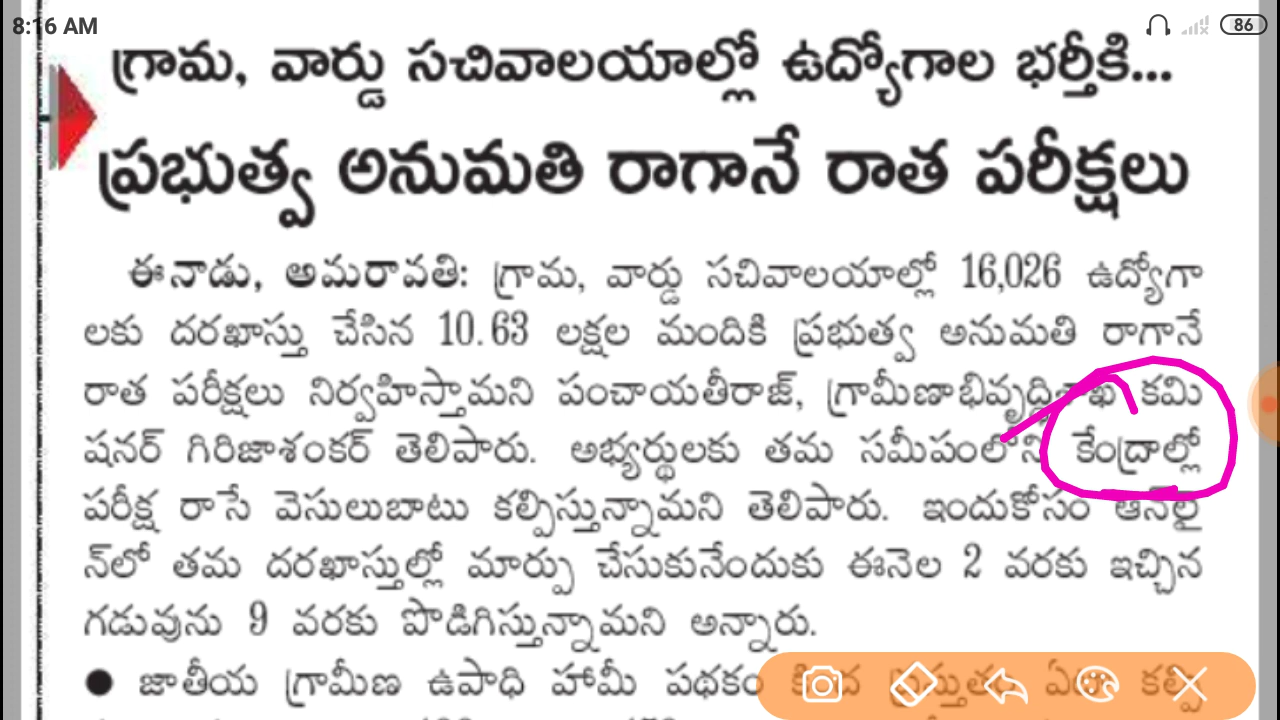 8:16 AM
86
గ్రామ, వార్డు సచివాలయాల్లో ఉద్యోగాల భర్తీకి...
ప్రభుత్వ అనుమతి రాగానే రాత పరీక్షలు
ఈనాడు, అమరావతి: గ్రామ, వార్డు సచివాలయాల్లో 16,026 ఉద్యోగా
లకు దరఖాస్తు చేసిన 10.63 లక్షల మందికి ప్రభుత్వ అనుమతి రాగానే
రాత పరీక్షలు నిర్వహిస్తామని పంచాయతీరాజ్, గ్రామీణాభివృద్ధిశాఖ కమి
షనర్ గిరిజాశంకర్ తెలిపారు. అభ్యర్థులకు తమ సమీపంలోని కేంద్రాల్లో
పరీక్ష రాసే వెసులుబాటు కల్పిస్తున్నామని తెలిపారు. ఇందుకోసం ఆన్‌లై
న్‌లో తమ దరఖాస్తుల్లో మార్పు చేసుకునేందుకు ఈనెల 2 వరకు ఇచ్చిన
గడువును 9 వరకు పొడిగిస్తున్నామని అన్నారు.
● జాతీయ గ్రామీణ ఉపాధి హామీ పథకం కింద ప్రస్తుతం కల్పి